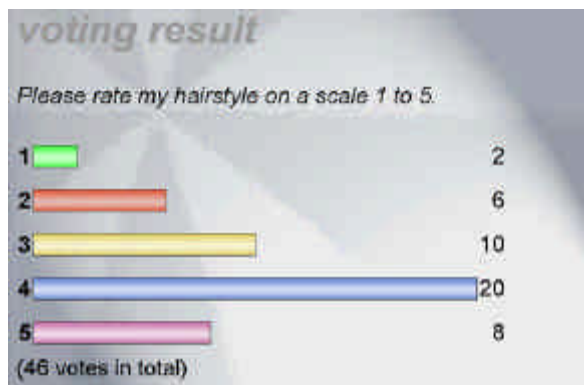 voting result
Please rate my hairstyle on a scale 1 to 5.
1 2
2 6
3 10
4 20
5 8
(46 votes in total)